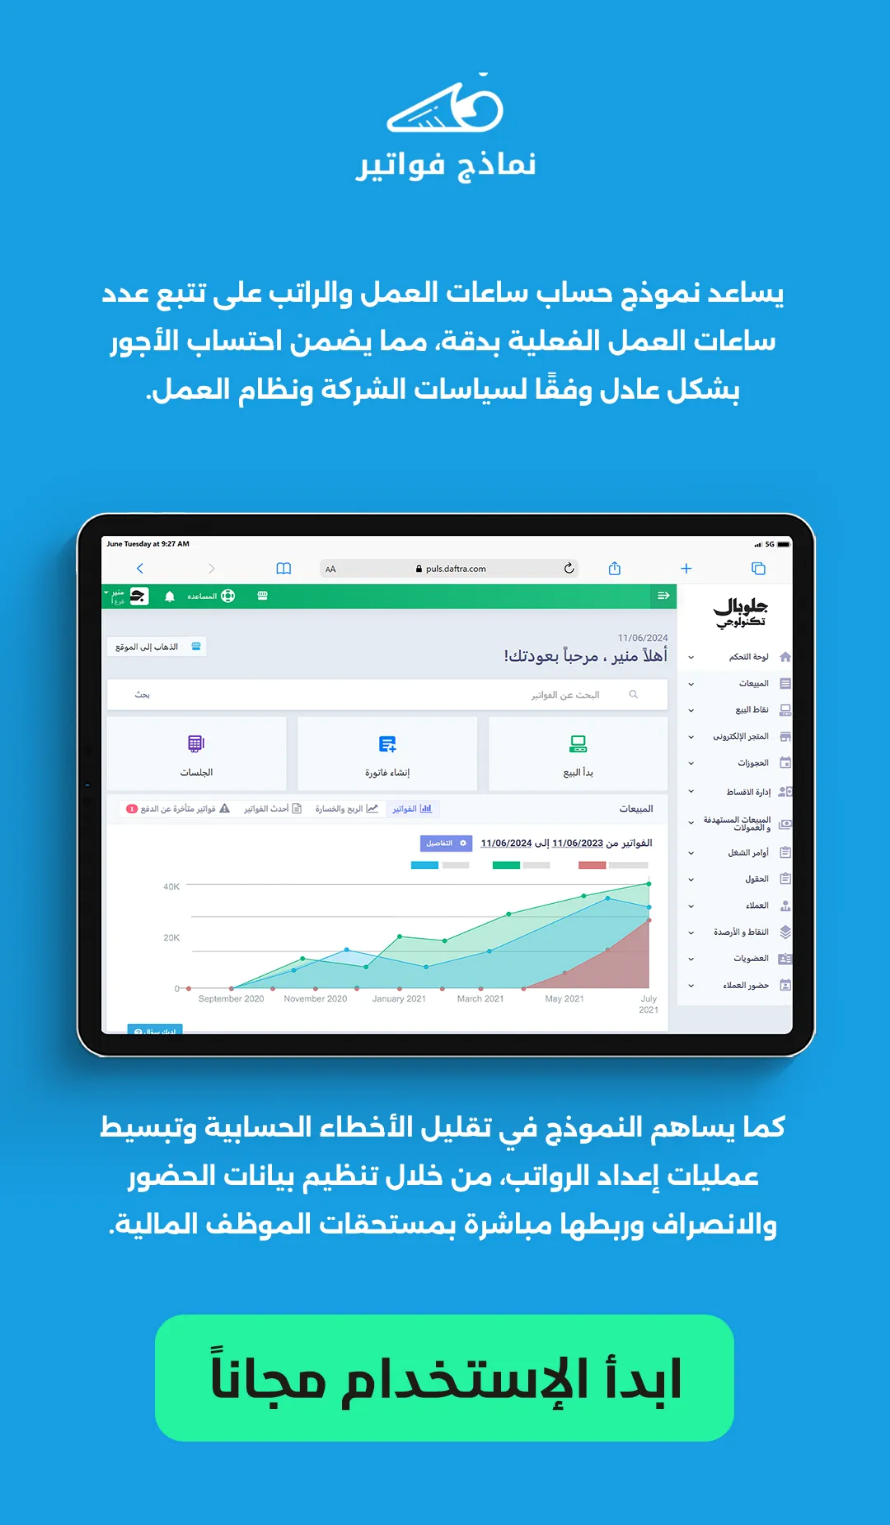 نماذج فواتير
يساعد نموذج حساب ساعات العمل والراتب على تتبع عدد
ساعات العمل الفعلية بدقة، مما يضمن احتساب الأجور
بشكل عادل وفقًا لسياسات الشركة ونظام العمل.
June Tuesday at 9:27 AM
5G
AA
puls.daftra.com
جلوبال
تكنولوجي
المساعدة
منير
فرع أ
11/06/2024
أهلاً منير ، مرحباً بعودتك!
الذهاب إلى الموقع
البحث عن الفواتير
بحث
بدأ البيع
إنشاء فاتورة
الجلسات
المبيعات
الفواتير
الربح والخسارة
أحدث الفواتير
فواتير متأخرة عن الدفع
الفواتير من 11/06/2023 إلى 11/06/2024
التفاصيل
40K
20K
0
September 2020
November 2020
January 2021
March 2021
May 2021
July
2021
لوحة التحكم
المبيعات
نقاط البيع
المتجر الإلكترونى
الحجوزات
إدارة الاقساط
المبيعات المستهدفة
و العمولات
أوامر الشغل
الحقول
العملاء
النقاط و الأرصدة
العضويات
حضور العملاء
كما يساهم النموذج في تقليل الأخطاء الحسابية وتبسيط
عمليات إعداد الرواتب، من خلال تنظيم بيانات الحضور
والانصراف وربطها مباشرة بمستحقات الموظف المالية.
ابدأ الإستخدام مجاناً